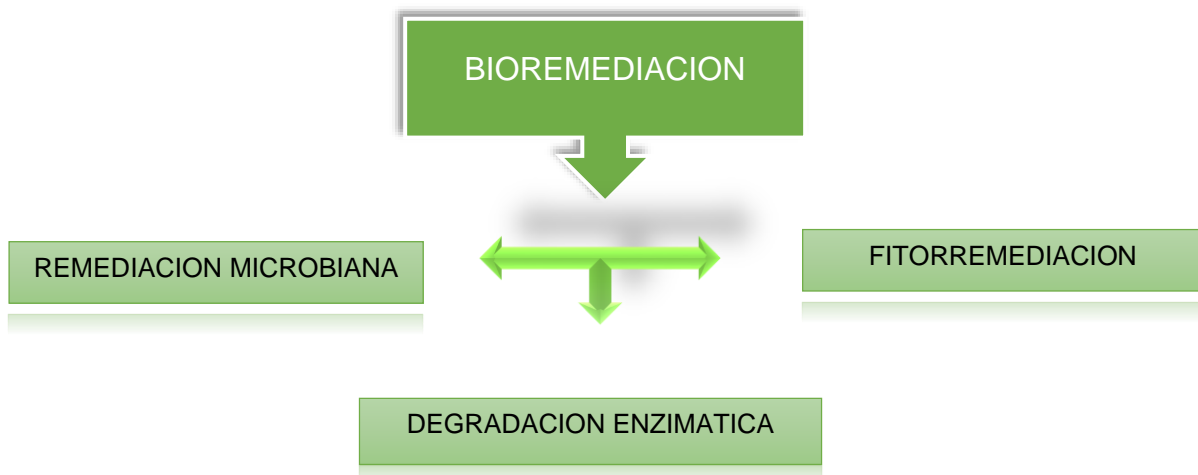 BIOREMEDIACION
REMEDIACION MICROBIANA
FITORREMEDIACION
DEGRADACION ENZIMATICA